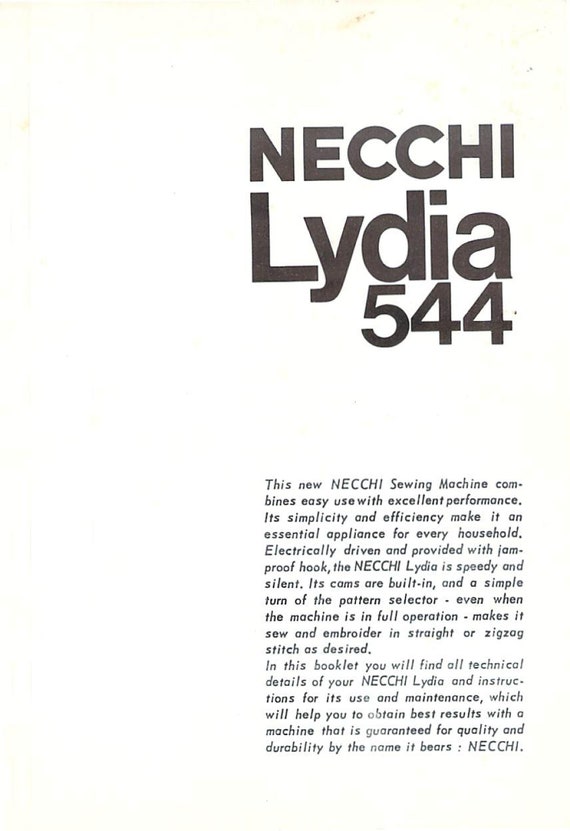 NECCHI
Lydia
544
This new NECCHI Sewing Machine com-
bines easy use with excellent performance.
Its simplicity and efficiency make it an
essential appliance for every household.
Electrically driven and provided with jam-
proof hook, the NECCHI Lydia is speedy and
silent. Its cams are built-in, and a simple
turn of the pattern selector - even when
the machine is in full operation - makes it
sew and embroider in straight or zigzag
stitch as desired.
In this booklet you will find all technical
details of your NECCHI Lydia and instruc-
tions for its use and maintenance, which
will help you to obtain best results with a
machine that is guaranteed for quality and
durability by the name it bears : NECCHI.